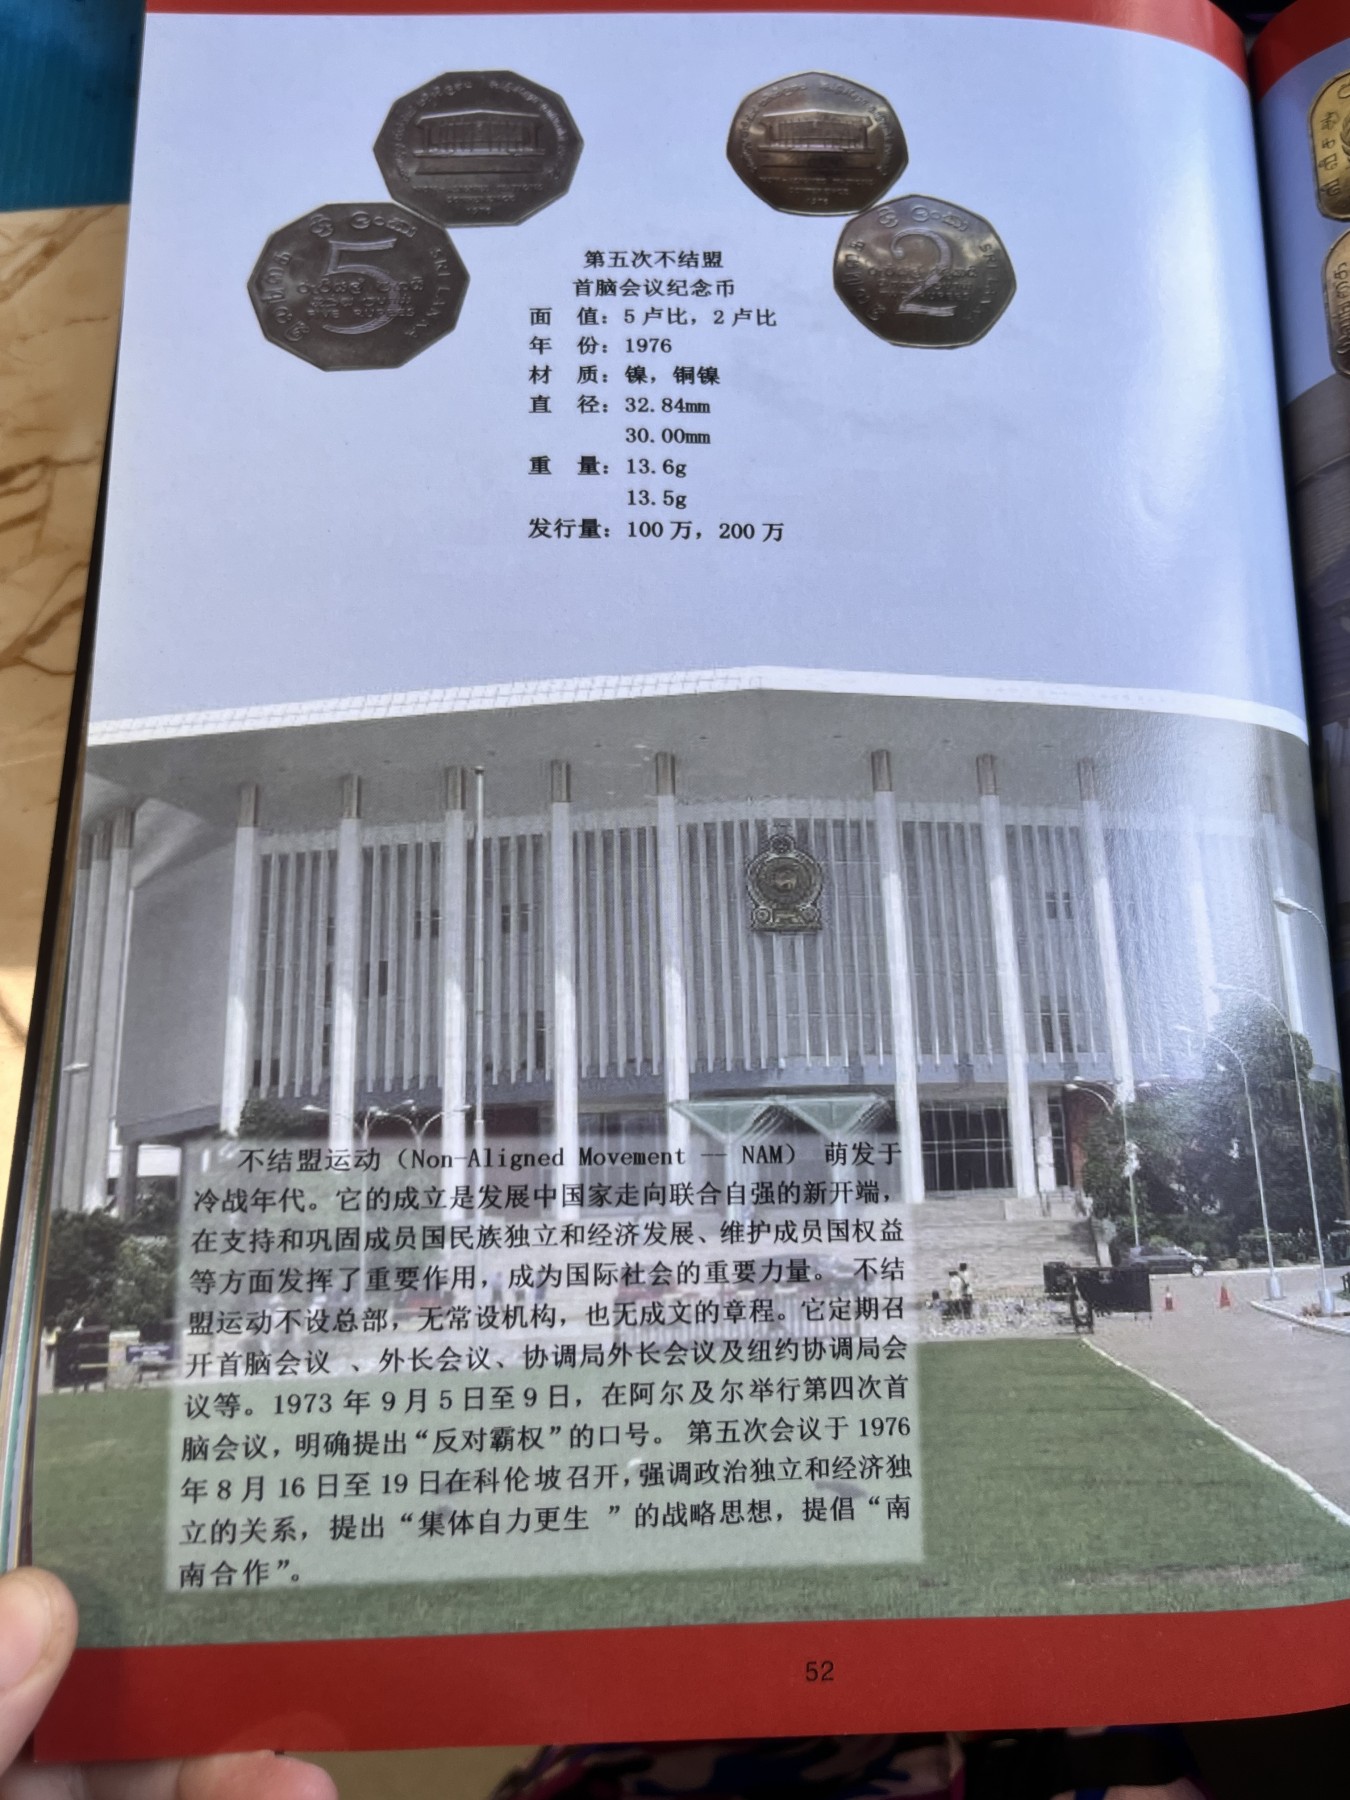 第五次不结盟
首脑会议纪念币
面 值：5卢比，2卢比
年 份：1976
材 质：镍，铜镍
直 径：32.84mm
30.00mm
重 量：13.6g
13.5g
发行量：100万，200万
5
SRI LANKA
FIVE RUPEES
2
CONFERENCE
1976
不结盟运动（Non-Aligned Movement — NAM） 萌发于
冷战年代。它的成立是发展中国家走向联合自强的新开端，
在支持和巩固成员国民族独立和经济发展、维护成员国权益
等方面发挥了重要作用，成为国际社会的重要力量。 不结
盟运动不设总部，无常设机构，也无成文的章程。它定期召
开首脑会议 、外长会议、协调局外长会议及纽约协调局会
议等。1973 年 9 月 5 日至 9 日，在阿尔及尔举行第四次首
脑会议，明确提出“反对霸权”的口号。 第五次会议于 1976
年 8 月 16 日至 19 日在科伦坡召开，强调政治独立和经济独
立的关系，提出“集体自力更生 ”的战略思想，提倡“南
南合作”。
52